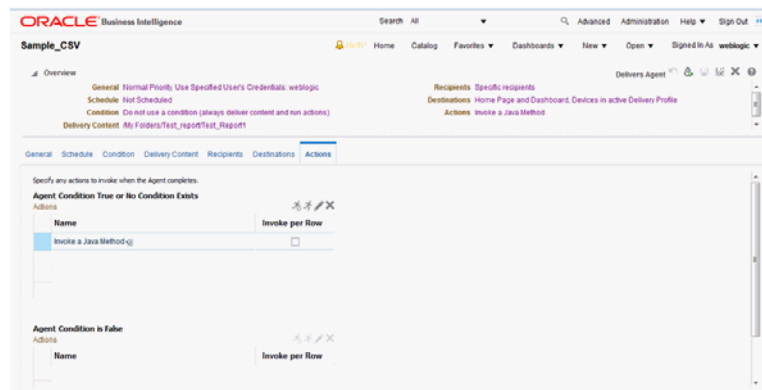 ORACLE Business Intelligence
Search All Advanced Administration Help Sign Out
Sample_CSV
Home Catalog Favorites Dashboards New Open Signed In As weblogic
Overview
Delivers Agent
General Normal Priority, Use Specified User's Credentials: weblogic
Recipients Specific recipients
Schedule Not Scheduled
Destinations Home Page and Dashboard, Devices in active Delivery Profile
Condition Do not use a condition (always deliver content and run actions)
Actions Invoke a Java Method
Delivery Content /My Folders/Test_report/Test_Report1
General Schedule Condition Delivery Content Recipients Destinations Actions
Specify any actions to invoke when the Agent completes.
Agent Condition True or No Condition Exists
Actions
Name Invoke per Row
Invoke a Java Method
Agent Condition is False
Actions
Name Invoke per Row